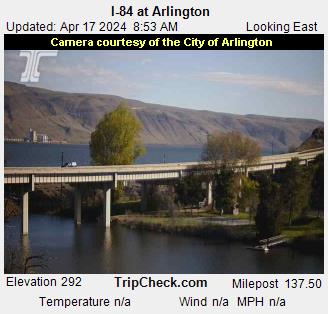 I-84 at Arlington
Updated: Apr 17 2024 8:53 AM Looking East
Camera courtesy of the City of Arlington
Elevation 292 TripCheck.com Milepost 137.50
Temperature n/a Wind n/a MPH n/a